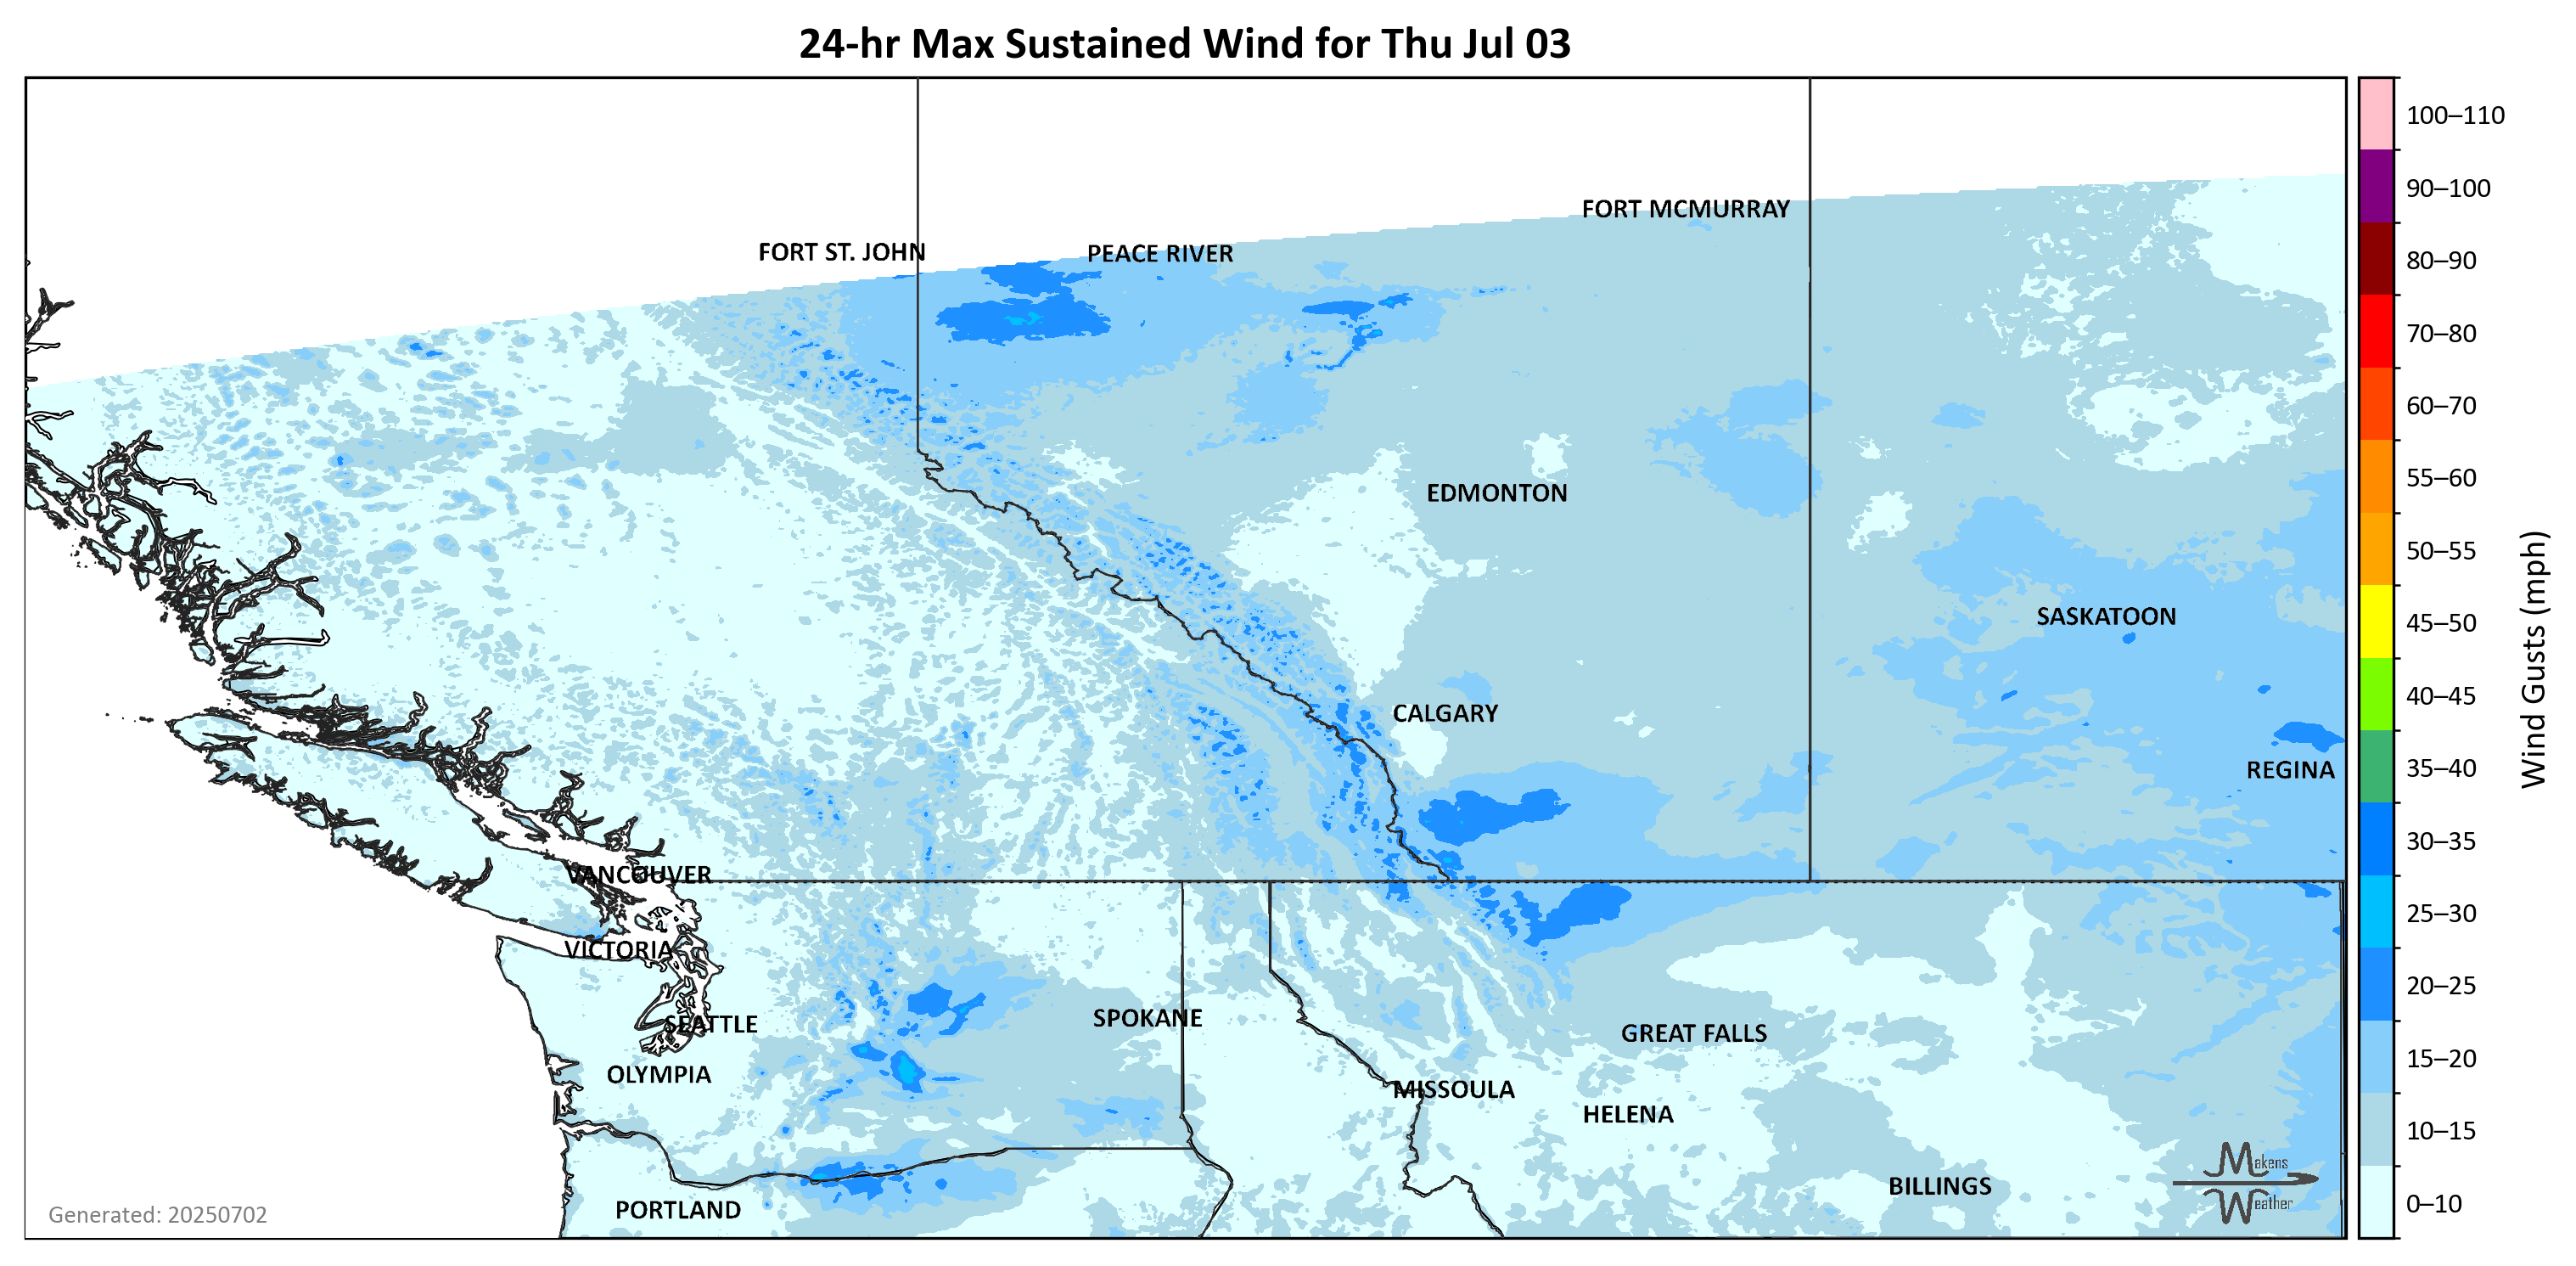 24-hr Max Sustained Wind for Thu Jul 03
100–110
90–100
80–90
70–80
60–70
55–60
50–55
45–50
40–45
35–40
30–35
25–30
20–25
15–20
10–15
0–10
Wind Gusts (mph)
FORT MCMURRAY
FORT ST. JOHN
PEACE RIVER
EDMONTON
SASKATOON
CALGARY
REGINA
VANCOUVER
VICTORIA
SPOKANE
SEATTLE
GREAT FALLS
OLYMPIA
MISSOULA
HELENA
BILLINGS
PORTLAND
Makens
Weather
Generated: 20250702